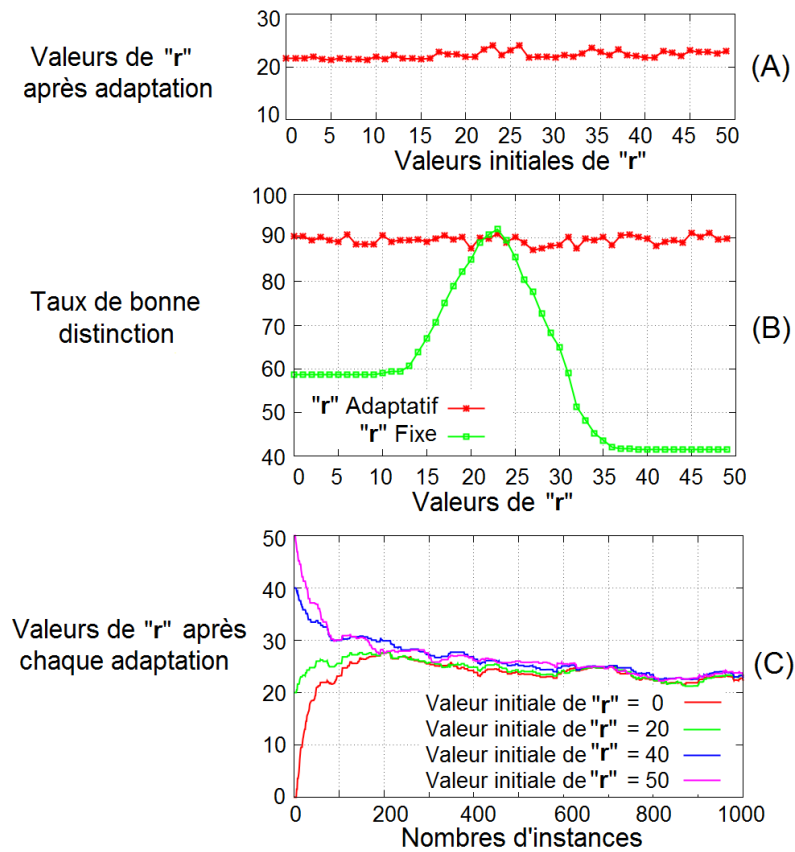 Valeurs de "r"
après adaptation
30
20
10
0 5 10 15 20 25 30 35 40 45 50
Valeurs initiales de "r"
(A)
Taux de bonne
distinction
100
90
80
70
60
50
40
"r" Adaptatif
"r" Fixe
0 5 10 15 20 25 30 35 40 45 50
Valeurs de "r"
(B)
Valeurs de "r" après
chaque adaptation
50
40
30
20
10
0
Valeur initiale de "r" = 0
Valeur initiale de "r" = 20
Valeur initiale de "r" = 40
Valeur initiale de "r" = 50
0 200 400 600 800 1000
Nombres d'instances
(C)